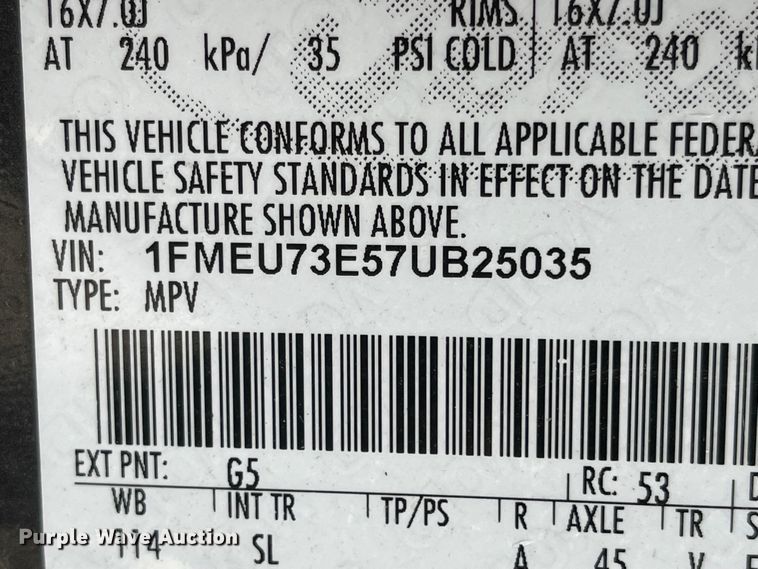 16X7.0J RIMS 16X7.0J
AT 240 kPa/ 35 PSI COLD AT 240
THIS VEHICLE CONFORMS TO ALL APPLICABLE FEDERA
VEHICLE SAFETY STANDARDS IN EFFECT ON THE DATE
MANUFACTURE SHOWN ABOVE.
VIN: 1FMEU73E57UB25035
TYPE: MPV
EXT PNT: G5 RC: 53
WB INT TR TP/PS R AXLE TR S
114 SL A 45 V
Purple Wave Auction